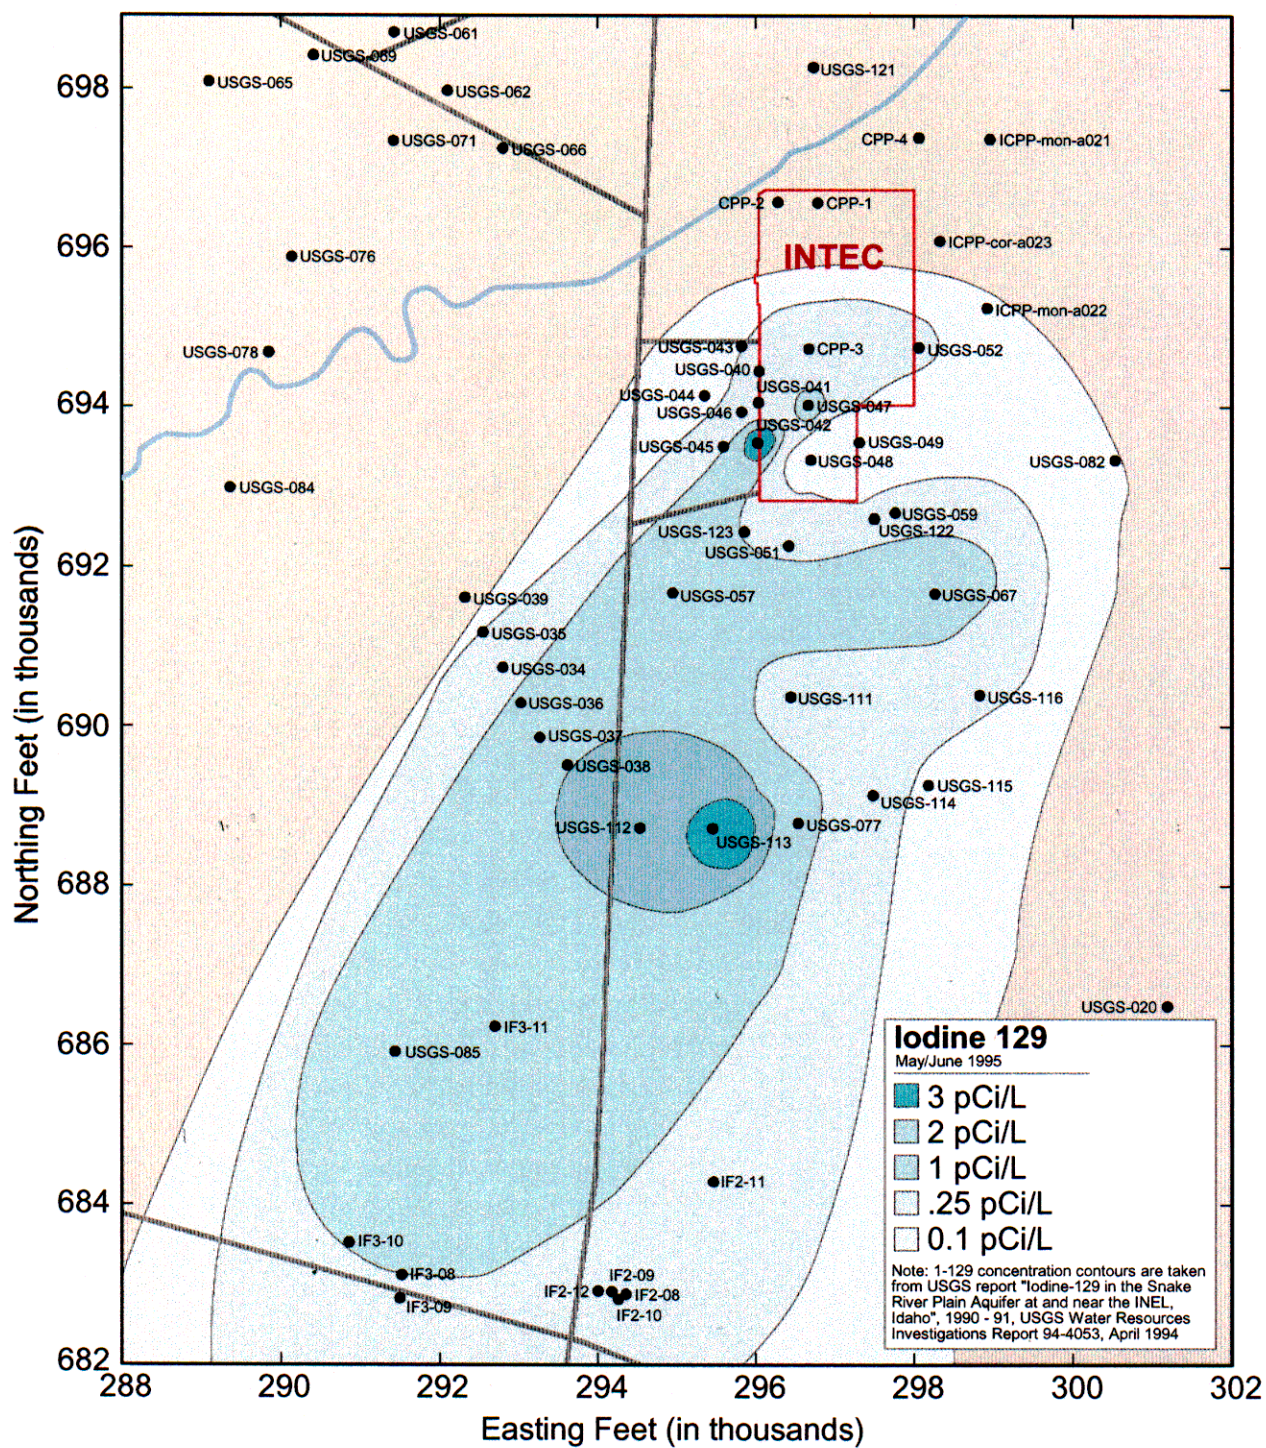 USGS-061
USGS-069
USGS-065
USGS-062
USGS-121
USGS-071
USGS-066
CPP-4
ICPP-mon-a021
CPP-2
CPP-1
USGS-076
INTEC
ICPP-cor-a023
ICPP-mon-a022
USGS-078
USGS-043
CPP-3
USGS-052
USGS-040
USGS-041
USGS-044
USGS-046
USGS-047
USGS-042
USGS-045
USGS-049
USGS-048
USGS-082
USGS-084
USGS-059
USGS-123
USGS-122
USGS-051
USGS-039
USGS-057
USGS-067
USGS-035
USGS-034
USGS-036
USGS-111
USGS-116
USGS-037
USGS-038
USGS-115
USGS-114
USGS-112
USGS-113
USGS-077
IF3-11
USGS-085
USGS-020
IF2-11
IF3-10
IF3-08
IF3-09
IF2-09
IF2-12
IF2-08
IF2-10
Iodine 129
May/June 1995
3 pCi/L
2 pCi/L
1 pCi/L
.25 pCi/L
0.1 pCi/L
Note: 1-129 concentration contours are taken
from USGS report "Iodine-129 in the Snake
River Plain Aquifer at and near the INEL,
Idaho", 1990 - 91, USGS Water Resources
Investigations Report 94-4053, April 1994
698
696
694
692
690
688
686
684
682
Northing Feet (in thousands)
288 290 292 294 296 298 300 302
Easting Feet (in thousands)